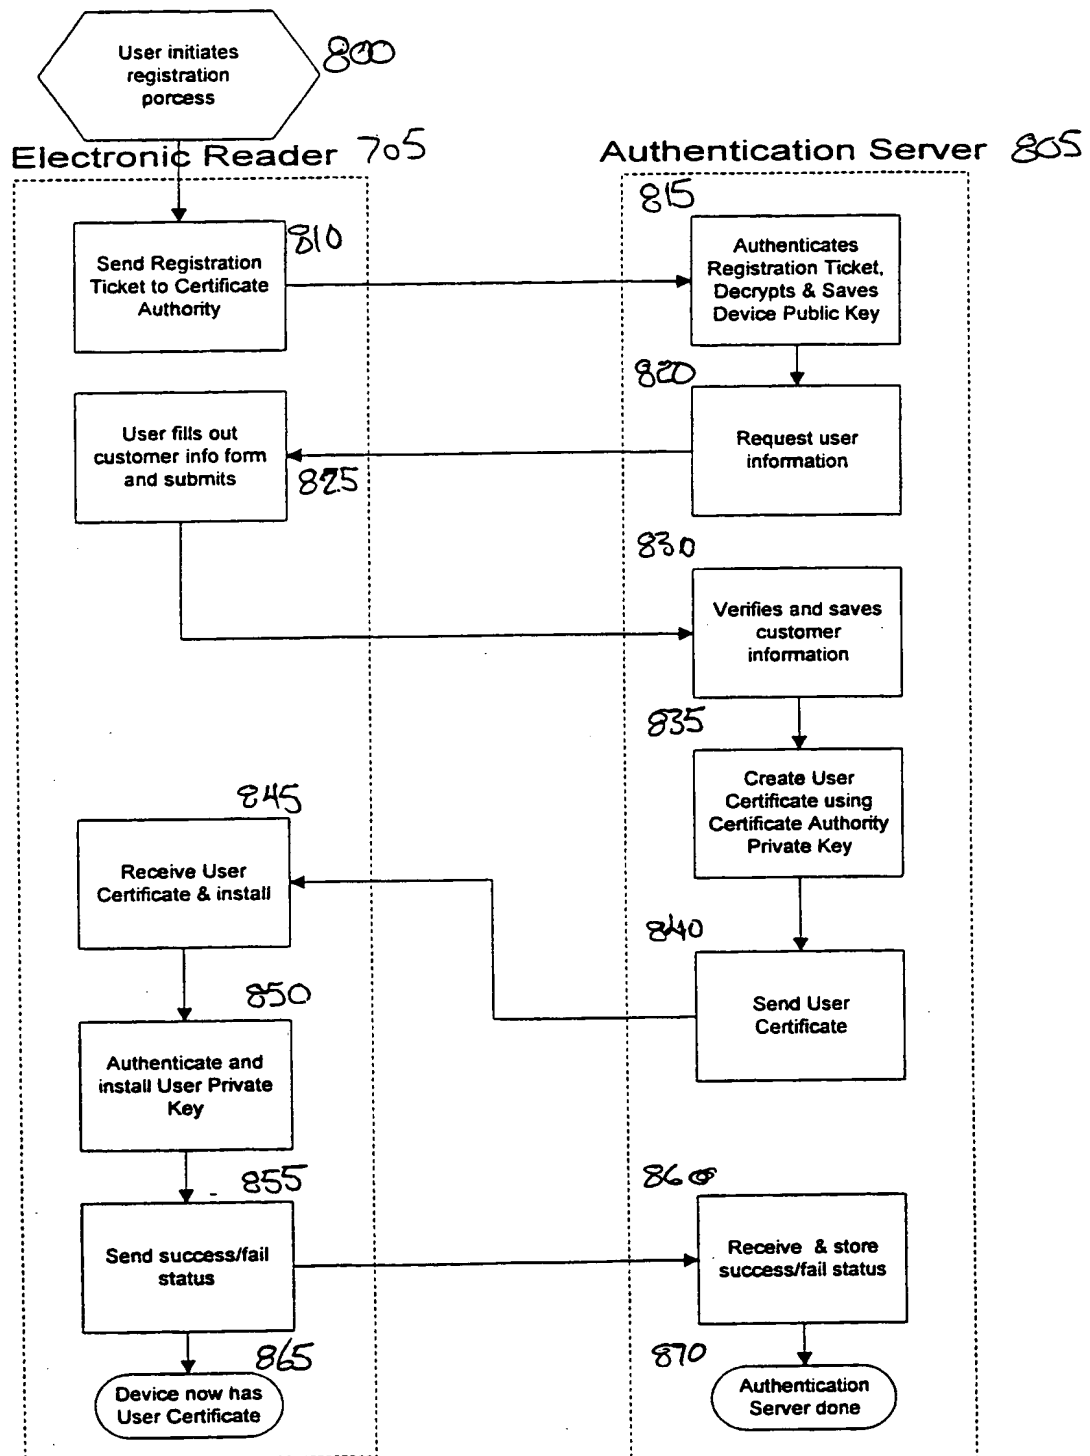 User initiates
registration
porcess
800
Electronic Reader 705
Authentication Server 805
810
Send Registration
Ticket to Certificate
Authority
815
Authenticates
Registration Ticket,
Decrypts & Saves
Device Public Key
820
Request user
information
User fills out
customer info form
and submits
825
830
Verifies and saves
customer
information
835
Create User
Certificate using
Certificate Authority
Private Key
845
Receive User
Certificate & install
840
Send User
Certificate
850
Authenticate and
install User Private
Key
855
Send success/fail
status
860
Receive & store
success/fail status
865
Device now has
User Certificate
870
Authentication
Server done